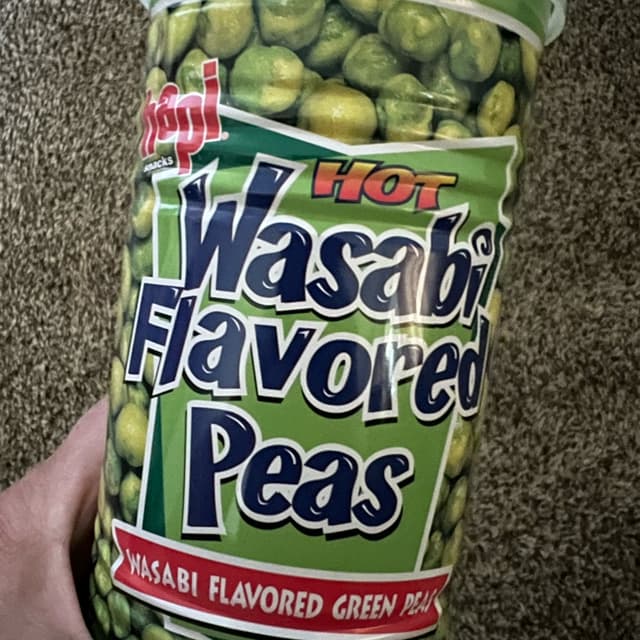 hapi
snacks
HOT
Wasabi
Flavored
Peas
WASABI FLAVORED GREEN PEAS